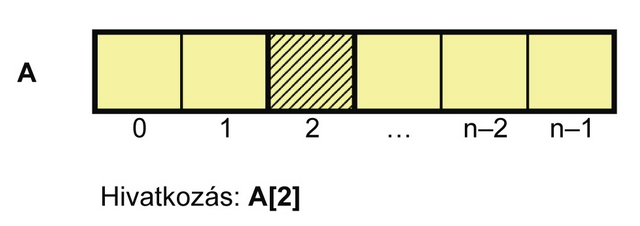 A
0 1 2 ... n–2 n–1
Hivatkozás: A[2]